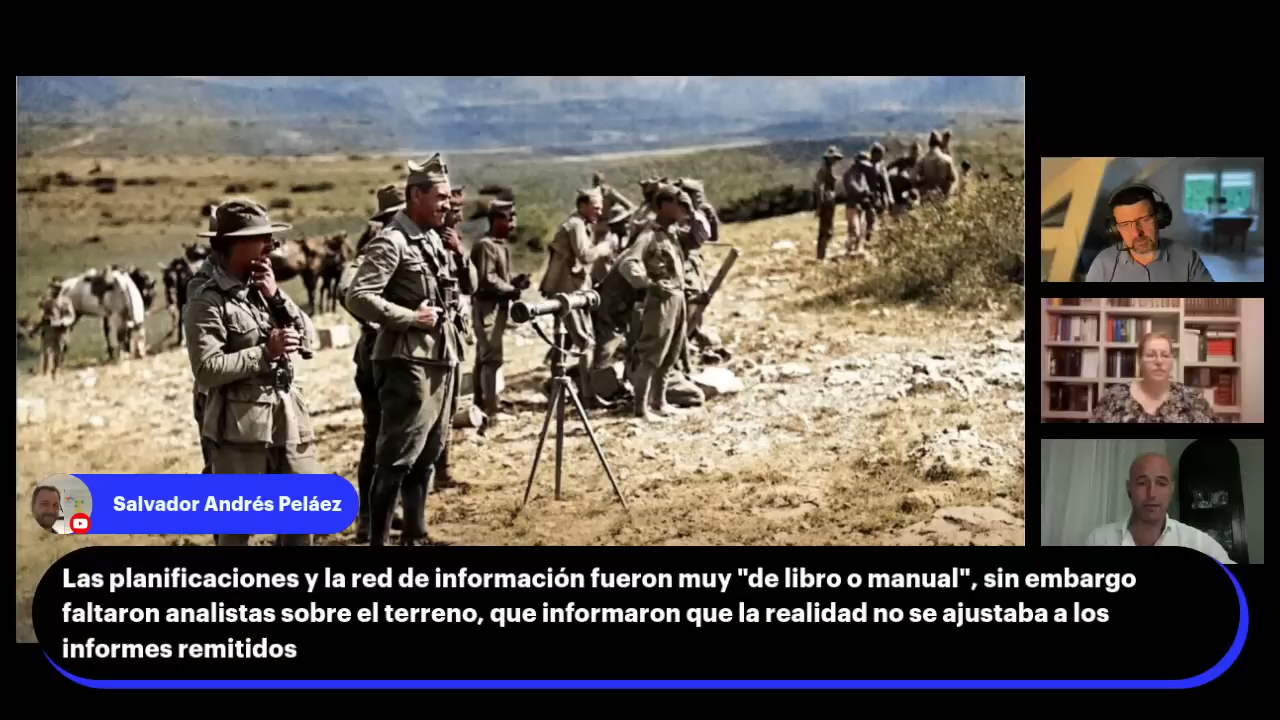 Salvador Andrés Peláez
Las planificaciones y la red de información fueron muy "de libro o manual", sin embargo
faltaron analistas sobre el terreno, que informaron que la realidad no se ajustaba a los
informes remitidos